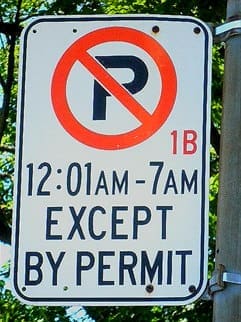 P
1B
12:01AM-7AM
EXCEPT
BY PERMIT